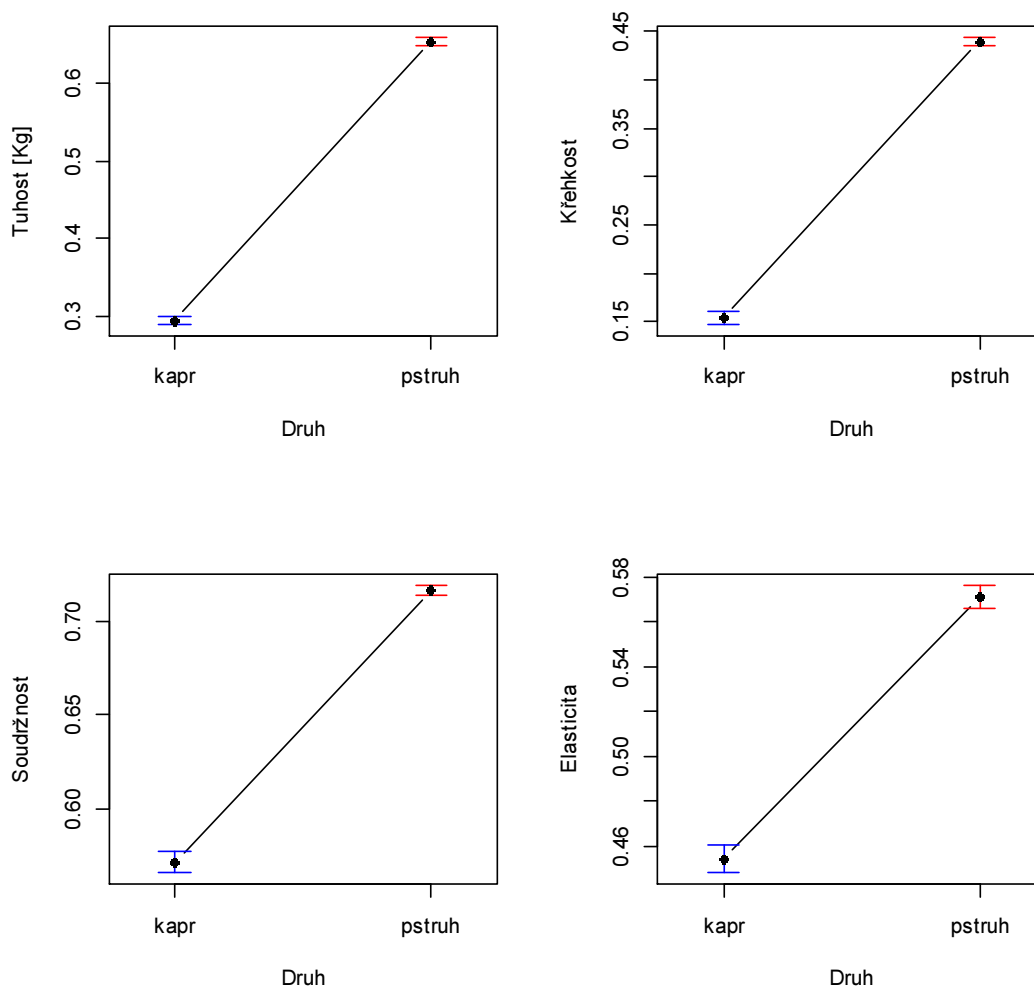 Tuhost [Kg]
0.6
0.5
0.4
0.3
kapr
pstruh
Druh
Křehkost
0.45
0.35
0.25
0.15
kapr
pstruh
Druh
Soudržnost
0.70
0.65
0.60
kapr
pstruh
Druh
Elasticita
0.58
0.54
0.50
0.46
kapr
pstruh
Druh